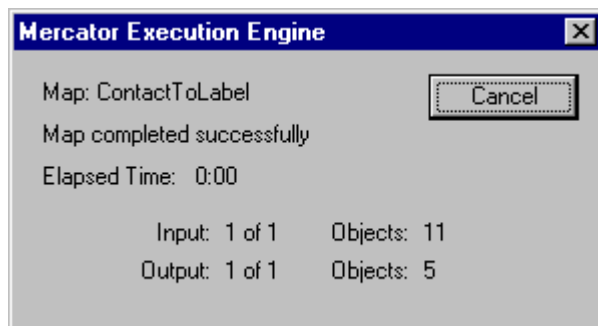 Mercator Execution Engine
Map: ContactToLabel
Cancel
Map completed successfully
Elapsed Time: 0:00
Input: 1 of 1 Objects: 11
Output: 1 of 1 Objects: 5